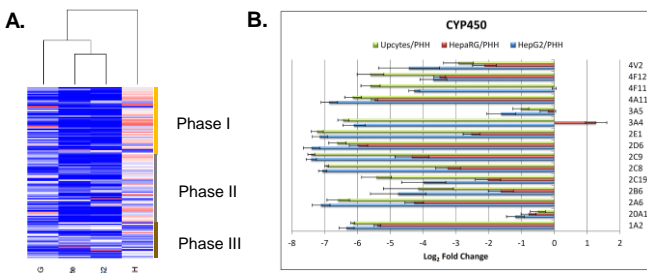 A.
Phase I
Phase II
Phase III
G
H
B.
CYP450
Upcytes/PHH HepaRG/PHH HepG2/PHH
4V2
4F12
4F11
4A11
3A5
3A4
2E1
2D6
2C9
2C8
2C19
2B6
2A6
20A1
1A2
-8 -7 -6 -5 -4 -3 -2 -1 0 1 2
Log2 Fold Change